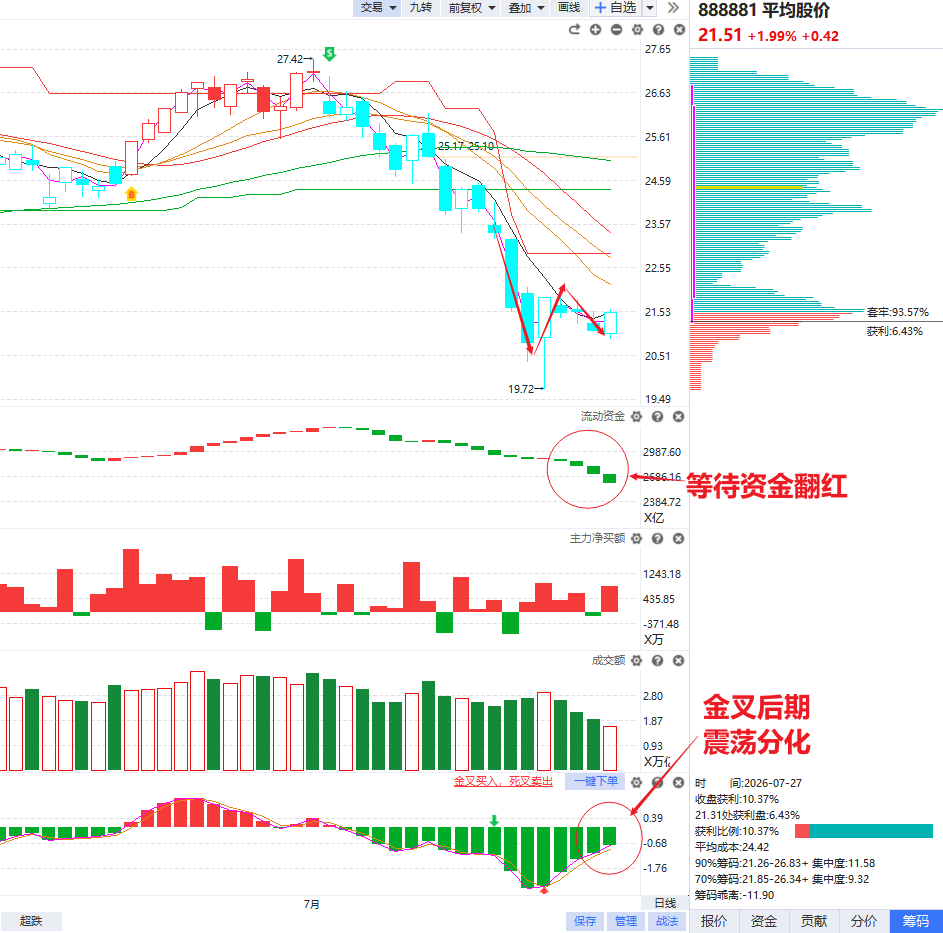 交易 九转 前复权 叠加 画线 +自选
888881 平均股价
21.51 +1.99% +0.42
27.65
27.42
S
26.63
25.61
25.17-25.10
24.59
B
23.57
22.55
21.53
套牢:93.57%
获利:6.43%
20.51
19.72
19.49
流动资金
2987.60
2686.16
等待资金翻红
2384.72
X亿
主力净买额
1243.18
435.85
-371.48
X万
成交额
2.80
金叉后期
1.87
震荡分化
0.93
X万亿
金叉买入，死叉卖出 一键下单
时 间:2026-07-27
收盘获利:10.37%
0.39
21.31处获利盘:6.43%
获利比例:10.37%
-0.68
平均成本:24.42
90%筹码:21.26-26.83+ 集中度:11.58
-1.76
70%筹码:21.85-26.34+ 集中度:9.32
筹码乖离:-11.90
7月
日线
超跌
保存 管理 战法
报价 资金 贡献 分价 筹码